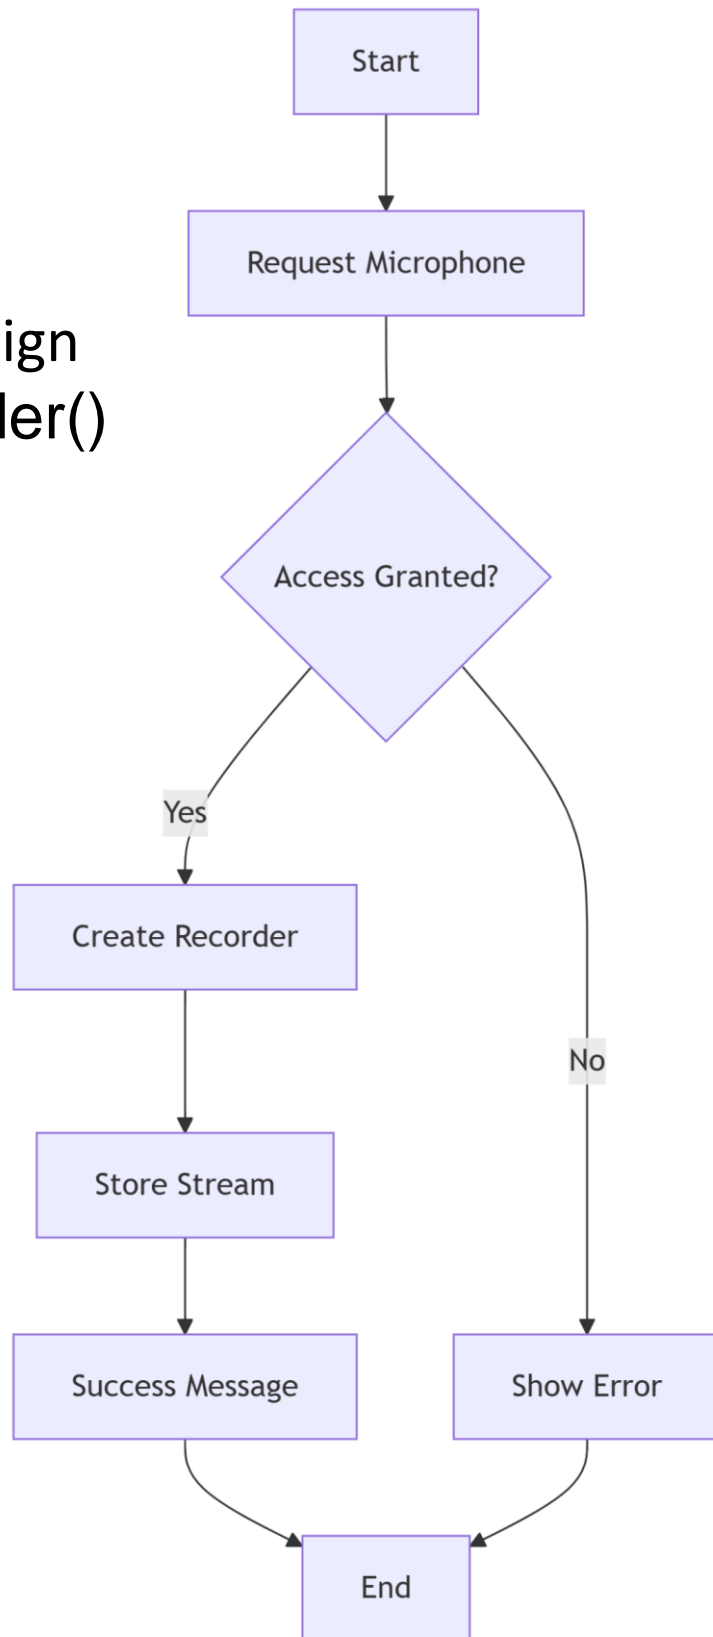 Start
Request Microphone
ign
ler()
Access Granted?
Yes
Create Recorder
No
Store Stream
Success Message
Show Error
End